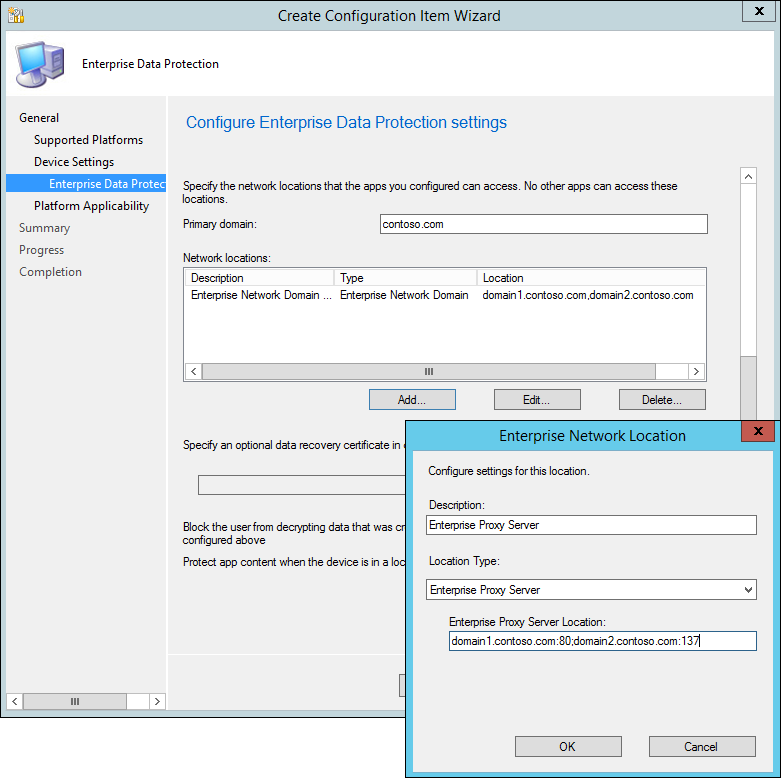 Create Configuration Item Wizard
x
Enterprise Data Protection
General
Supported Platforms
Device Settings
Enterprise Data Protec
Platform Applicability
Summary
Progress
Completion
Configure Enterprise Data Protection settings
Specify the network locations that the apps you configured can access. No other apps can access these
locations.
Primary domain:
contoso.com
Network locations:
Description Type Location
Enterprise Network Domain ... Enterprise Network Domain domain1.contoso.com,domain2.contoso.com
Add... Edit... Delete...
Specify an optional data recovery certificate in
Block the user from decrypting data that was cr
configured above
Protect app content when the device is in a loc
Enterprise Network Location
x
Configure settings for this location.
Description:
Enterprise Proxy Server
Location Type:
Enterprise Proxy Server
Enterprise Proxy Server Location:
domain1.contoso.com:80;domain2.contoso.com:137
OK Cancel